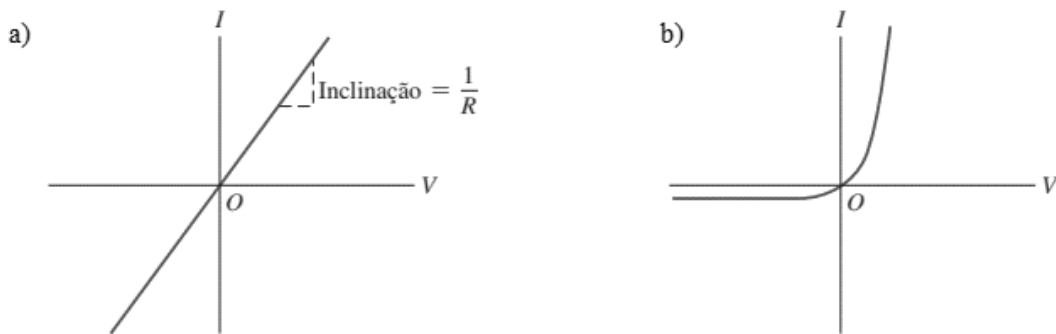 a)
I
Inclinação = 1/R
V
O
b)
I
V
O